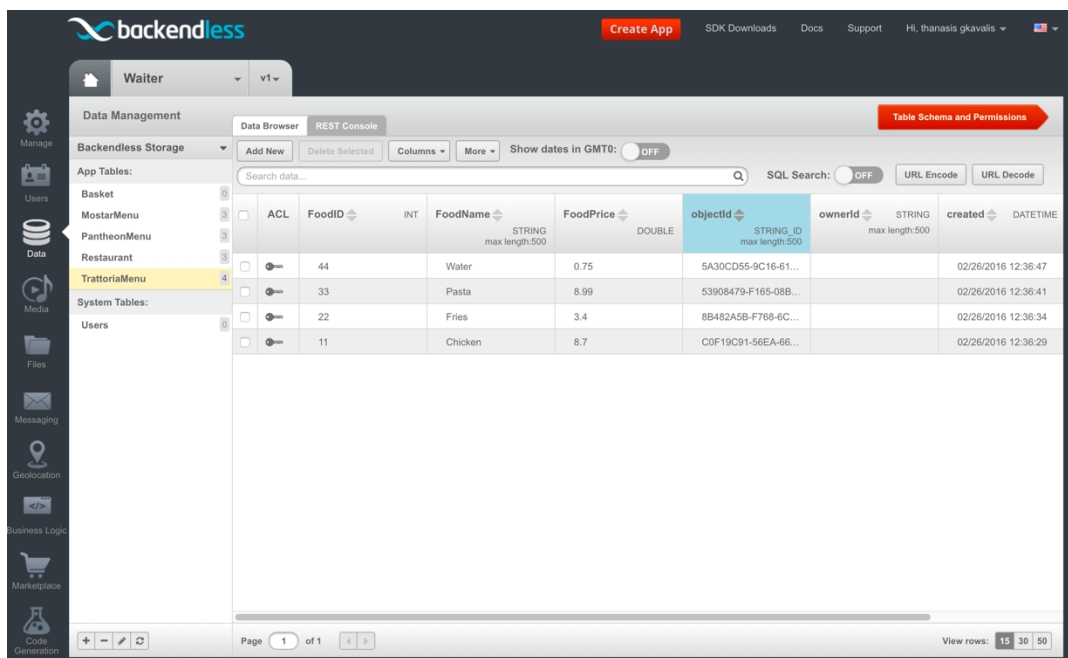 backendless
Create App
SDK Downloads
Docs
Support
Hi, thanasis gkavalis
Waiter
v1
Manage
Users
Data
Media
Files
Messaging
Geolocation
Business Logic
Marketplace
Code
Generation
Data Management
Backendless Storage
App Tables:
Basket 0
MostarMenu 3
PantheonMenu 3
Restaurant 3
TrattoriaMenu 4
System Tables:
Users 0
Data Browser
REST Console
Table Schema and Permissions
Add New
Delete Selected
Columns
More
Show dates in GMT0:
OFF
Search data...
SQL Search:
OFF
URL Encode
URL Decode
ACL
FoodID INT
FoodName
STRING
max length:500
FoodPrice
DOUBLE
objectId
STRING_ID
max length:500
ownerId STRING
max length:500
created DATETIME
44 Water 0.75 5A30CD55-9C16-61... 02/26/2016 12:36:47
33 Pasta 8.99 53908479-F165-08B... 02/26/2016 12:36:41
22 Fries 3.4 8B482A5B-F768-6C... 02/26/2016 12:36:34
11 Chicken 8.7 C0F19C91-56EA-66... 02/26/2016 12:36:29
Page 1 of 1
View rows: 15 30 50